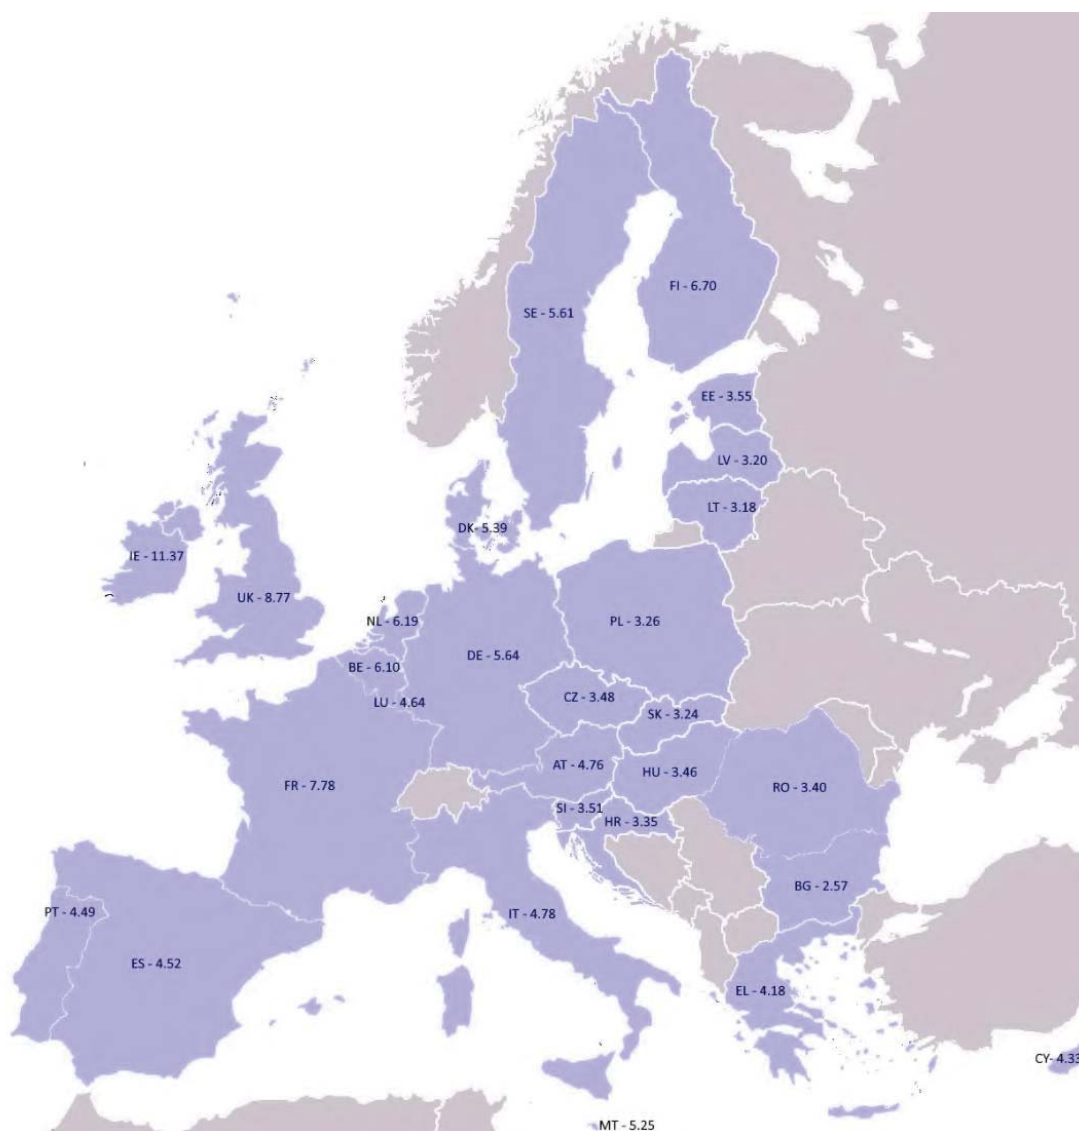 FI - 6.70
SE - 5.61
EE - 3.55
LV - 3.20
LT - 3.18
DK- 5.39
IE - 11.37
UK - 8.77
NL - 6.19
PL - 3.26
DE - 5.64
BE - 6.10
CZ - 3.48
LU - 4.64
SK - 3.24
AT - 4.76
HU - 3.46
FR - 7.78
RO - 3.40
SI - 3.51
HR - 3.35
BG - 2.57
PT - 4.49
IT - 4.78
ES - 4.52
EL - 4.18
CY- 4.33
MT - 5.25